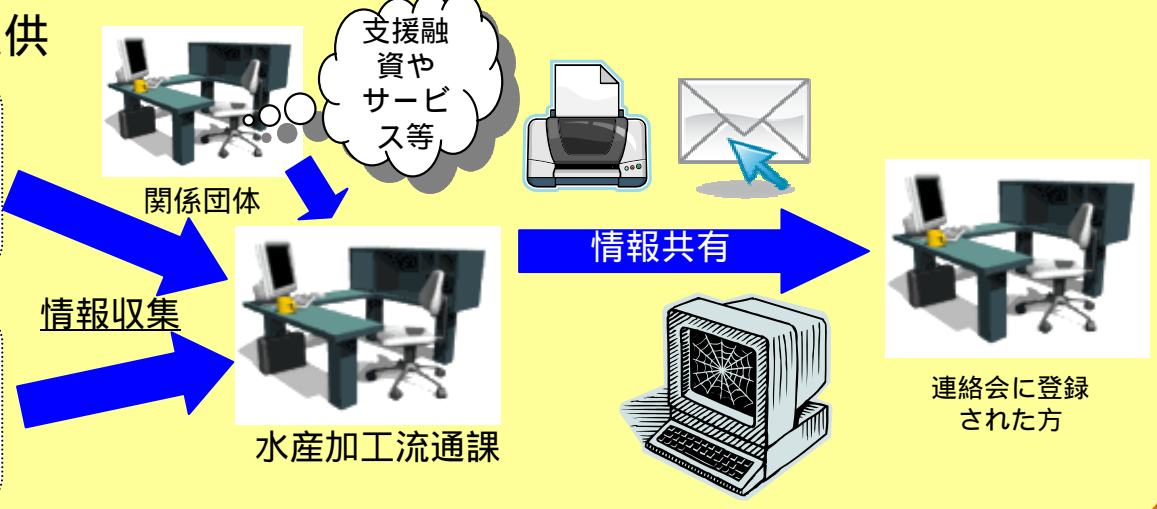 供
支援融
資や
サービ
ス等
関係団体
情報共有
情報収集
水産加工流通課
連絡会に登録
された方